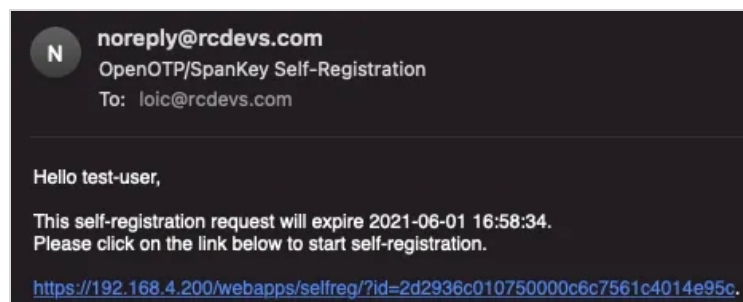 N
noreply@rcdevs.com
OpenOTP/SpanKey Self-Registration
To: loic@rcdevs.com
Hello test-user,
This self-registration request will expire 2021-06-01 16:58:34.
Please click on the link below to start self-registration.
https://192.168.4.200/webapps/selfreg/?id=2d2936c010750000c6c7561c4014e95c.